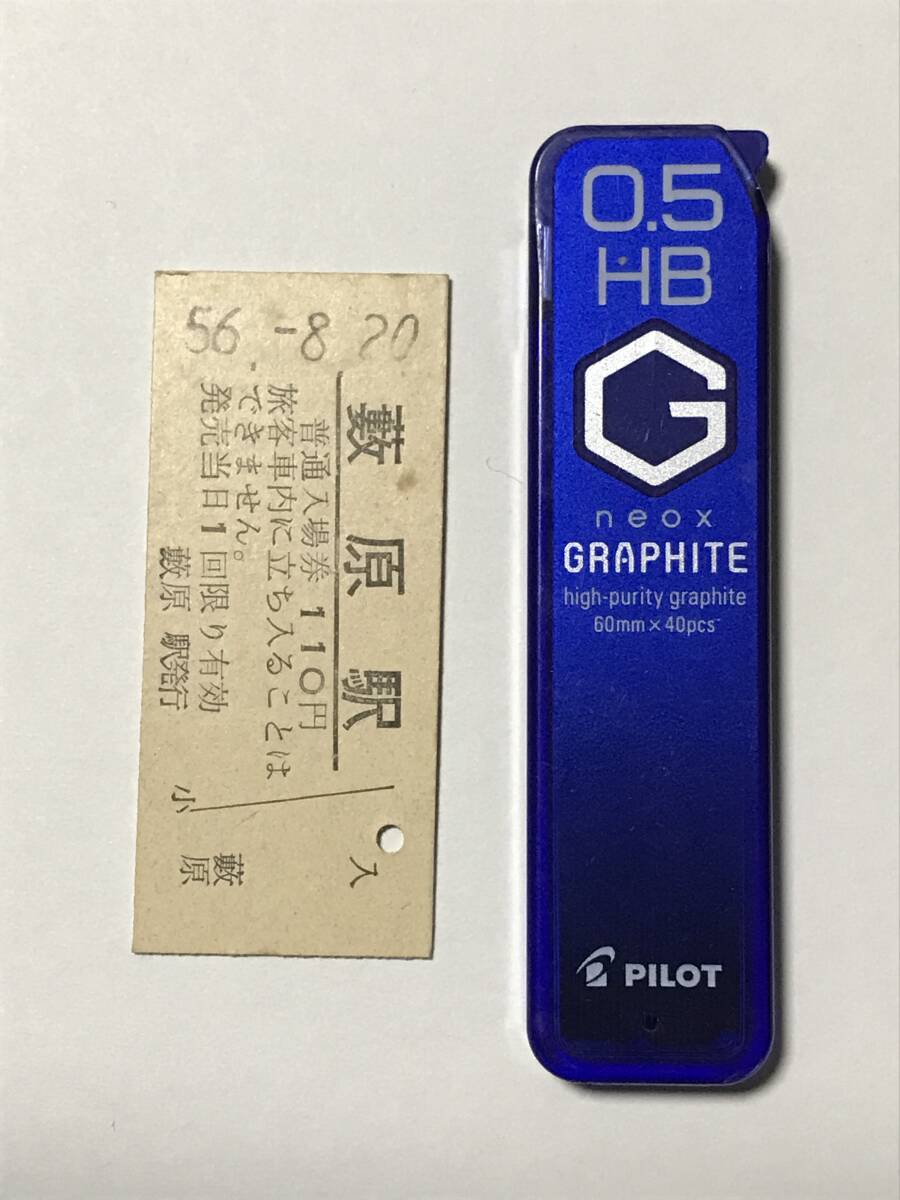 56.-8.20
藪原駅
普通入場券 110円
旅客車内に立ち入ることは
できません。
発売当日1回限り有効
藪原 駅発行
小
入
藪原
0.5
HB
G
neox
GRAPHITE
high-purity graphite
60mm×40pcs
PILOT